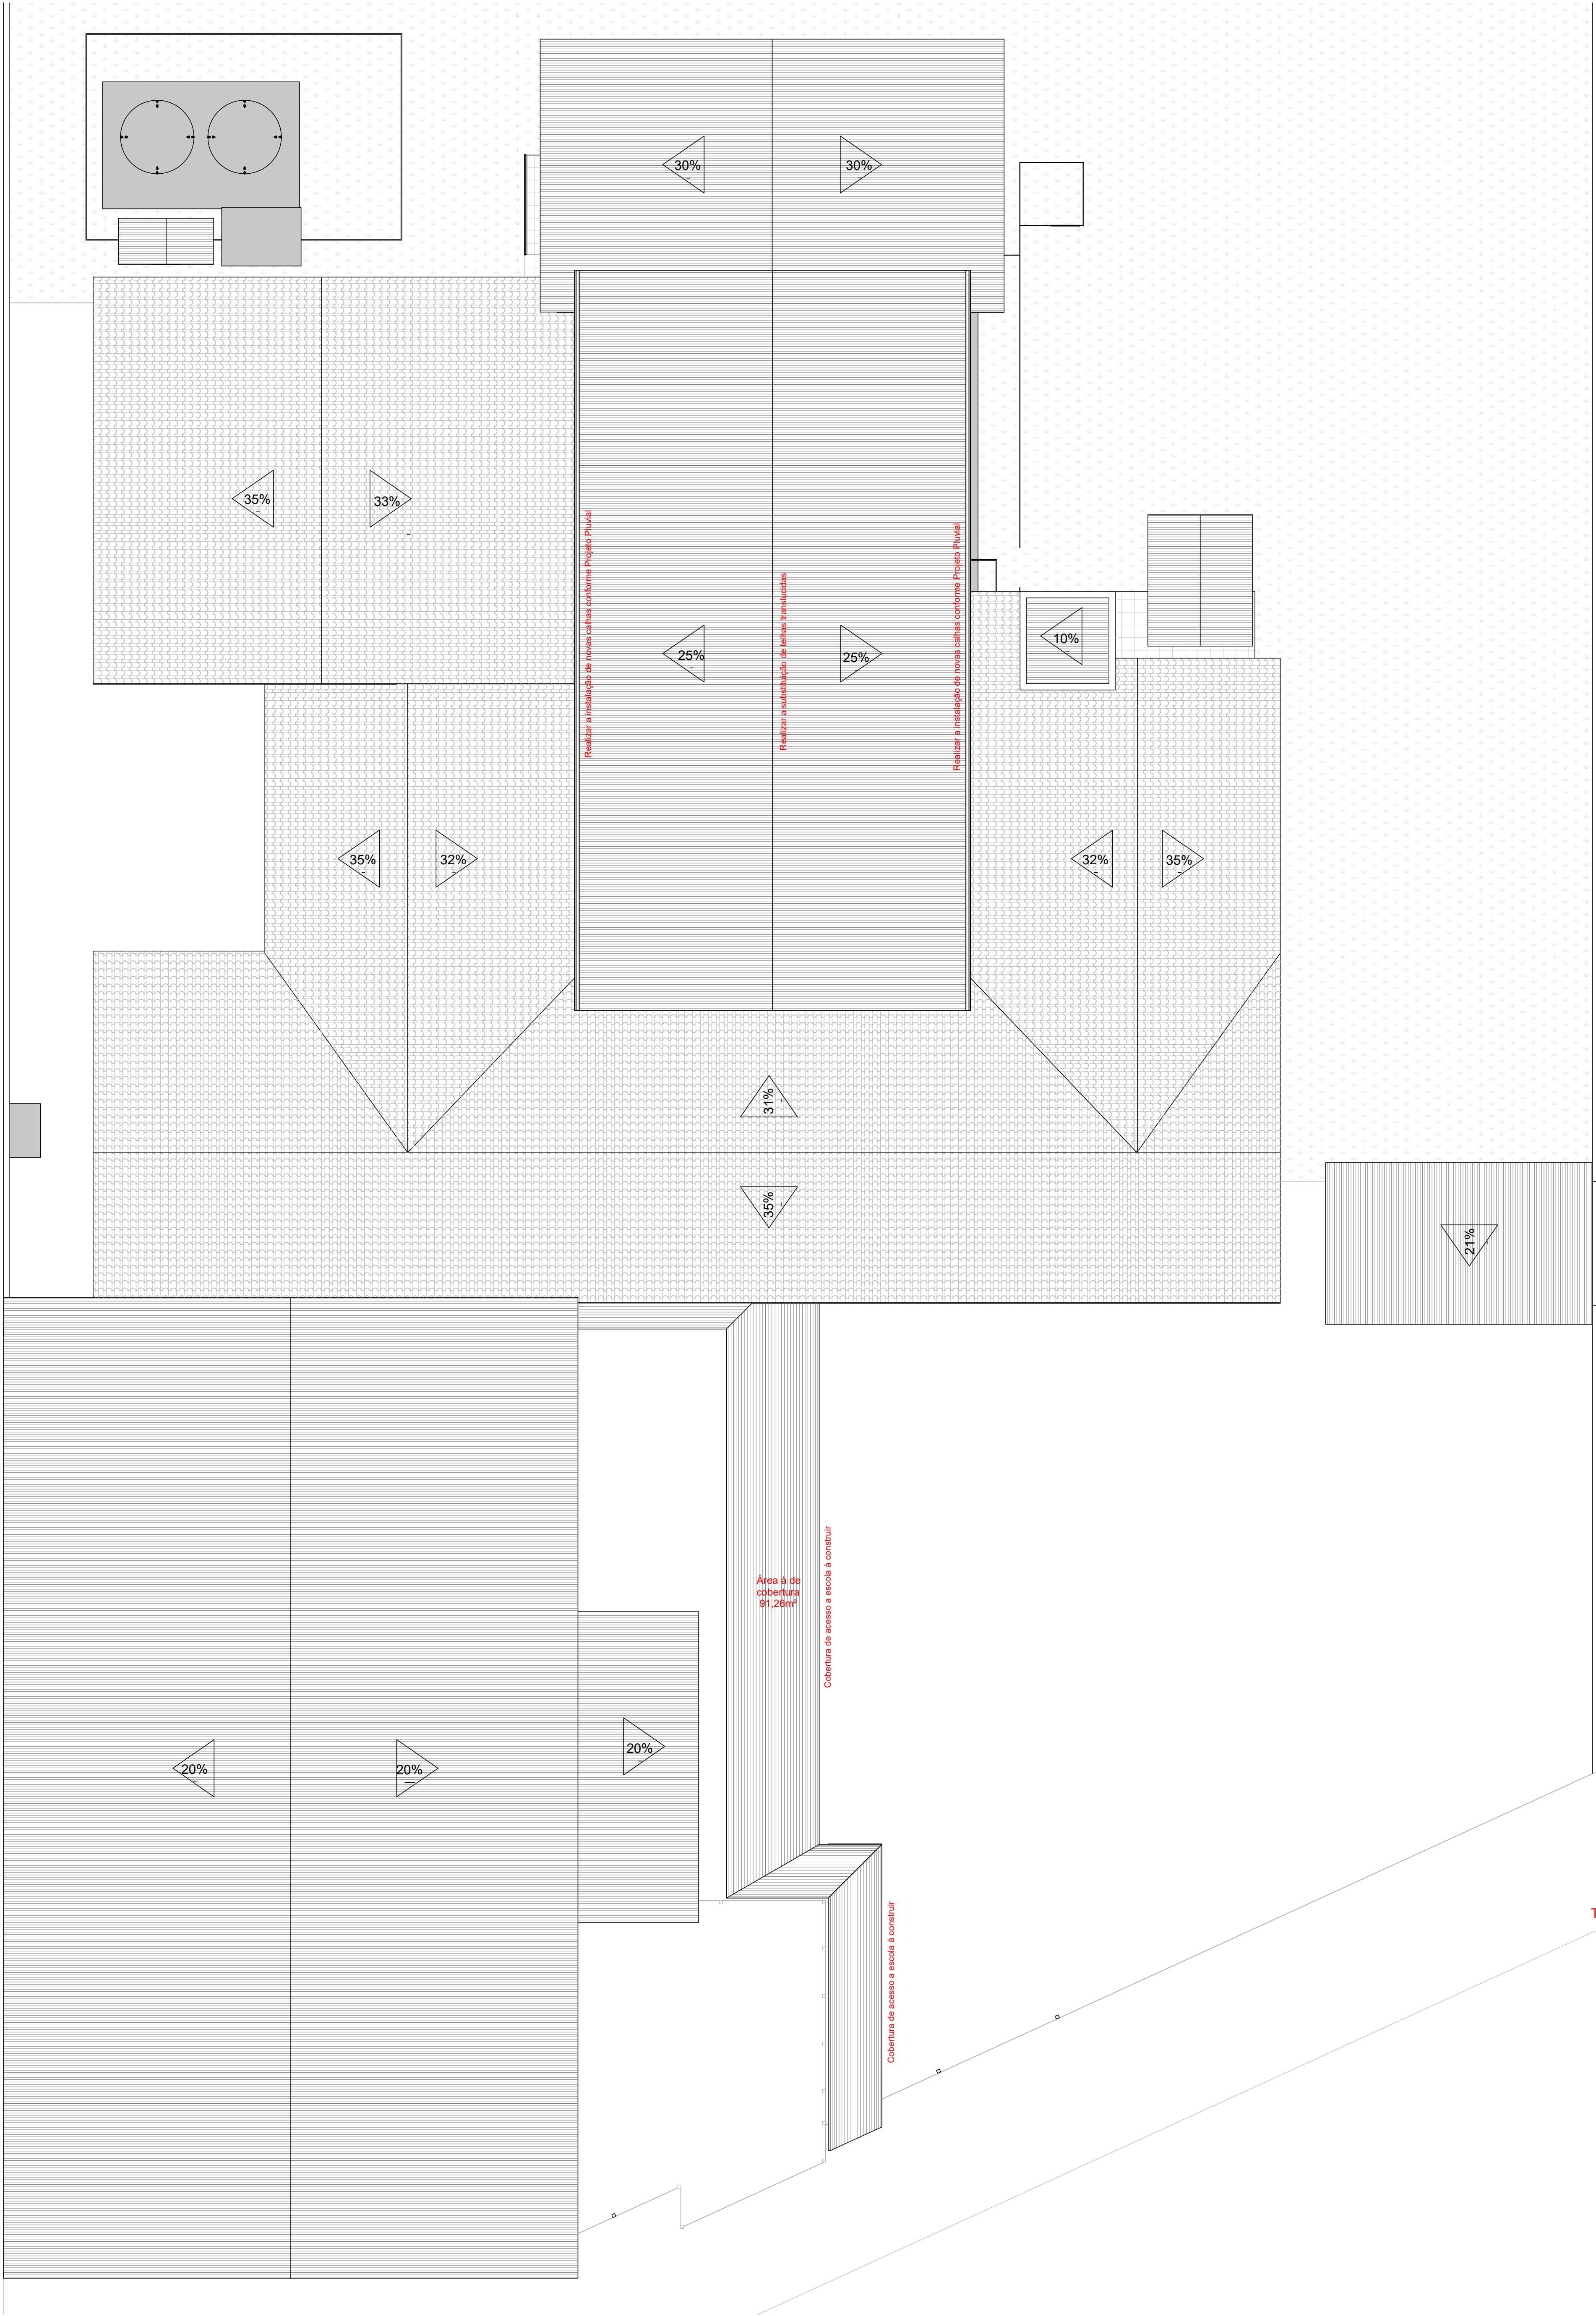 30%
30%
35%
33%
Realizar a instalação de novas calhas conforme Projeto Pluvial
Realizar a substituição de telhas translucidas
Realizar a instalação de novas calhas conforme Projeto Pluvial
10%
25%
25%
35%
32%
32%
35%
31%
35%
21%
Área à de
cobertura
91,26m²
Cobertura de acesso a escola à construir
20%
20%
20%
Cobertura de acesso a escola à construir